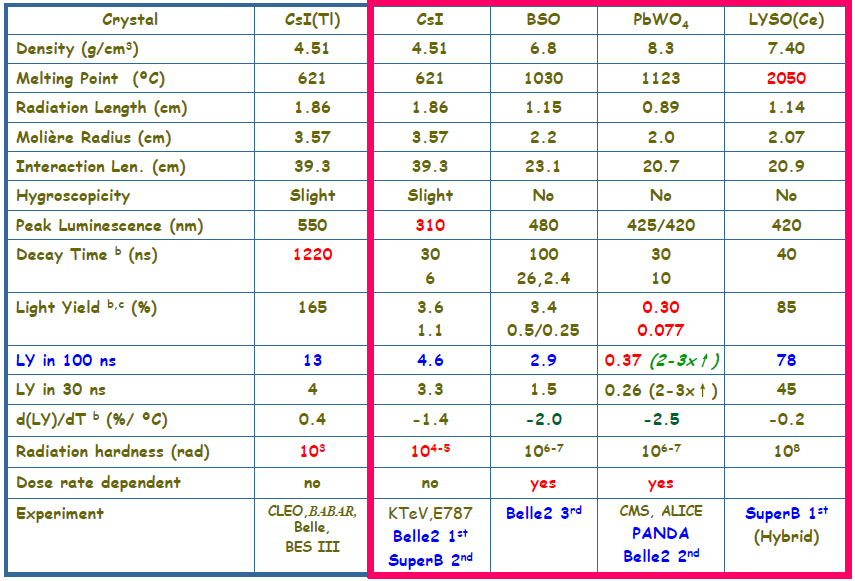 Crystal CsI(Tl) CsI BSO PbWO₄ LYSO(Ce)
Density (g/cm³) 4.51 4.51 6.8 8.3 7.40
Melting Point (ºC) 621 621 1030 1123 2050
Radiation Length (cm) 1.86 1.86 1.15 0.89 1.14
Molière Radius (cm) 3.57 3.57 2.2 2.0 2.07
Interaction Len. (cm) 39.3 39.3 23.1 20.7 20.9
Hygroscopicity Slight Slight No No No
Peak Luminescence (nm) 550 310 480 425/420 420
Decay Time ᵇ (ns) 1220 30 100 30 40
6 26,2.4 10
Light Yield ᵇ,ᶜ (%) 165 3.6 3.4 0.30 85
1.1 0.5/0.25 0.077
LY in 100 ns 13 4.6 2.9 0.37 (2-3x↑) 78
LY in 30 ns 4 3.3 1.5 0.26 (2-3x↑) 45
d(LY)/dT ᵇ (%/ ºC) 0.4 -1.4 -2.0 -2.5 -0.2
Radiation hardness (rad) 10³ 10⁴⁻⁵ 10⁶⁻⁷ 10⁶⁻⁷ 10⁸
Dose rate dependent no no yes yes
Experiment CLEO,BABAR, KTeV,E787 Belle2 3ʳᵈ CMS, ALICE SuperB 1ˢᵗ
Belle, Belle2 1ˢᵗ PANDA (Hybrid)
BES III SuperB 2ⁿᵈ Belle2 2ⁿᵈ